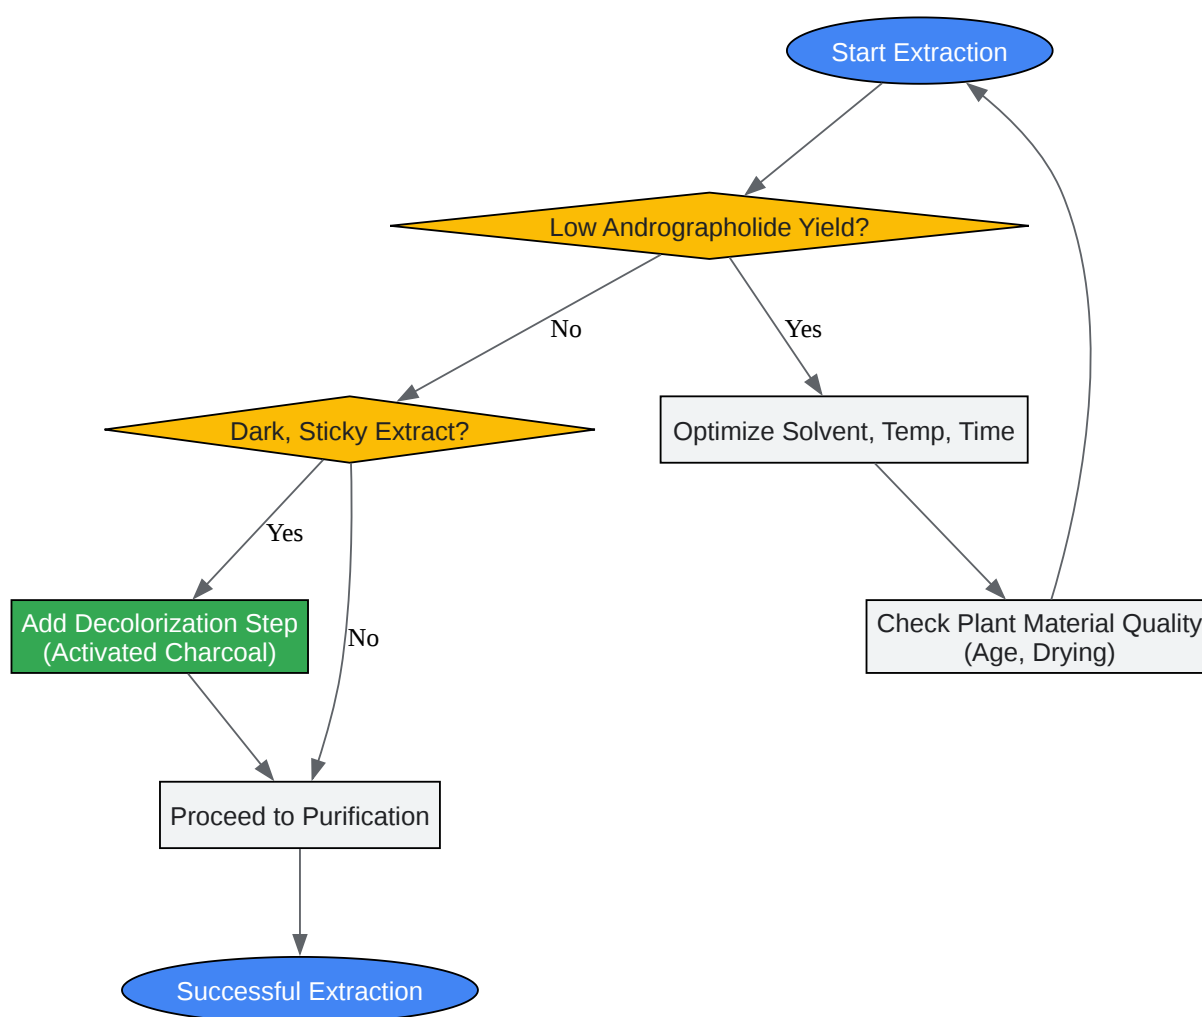 Start Extraction
Low Andrographolide Yield?
No
Yes
Dark, Sticky Extract?
Optimize Solvent, Temp, Time
Yes
Add Decolorization Step
(Activated Charcoal)
No
Check Plant Material Quality
(Age, Drying)
Proceed to Purification
Successful Extraction